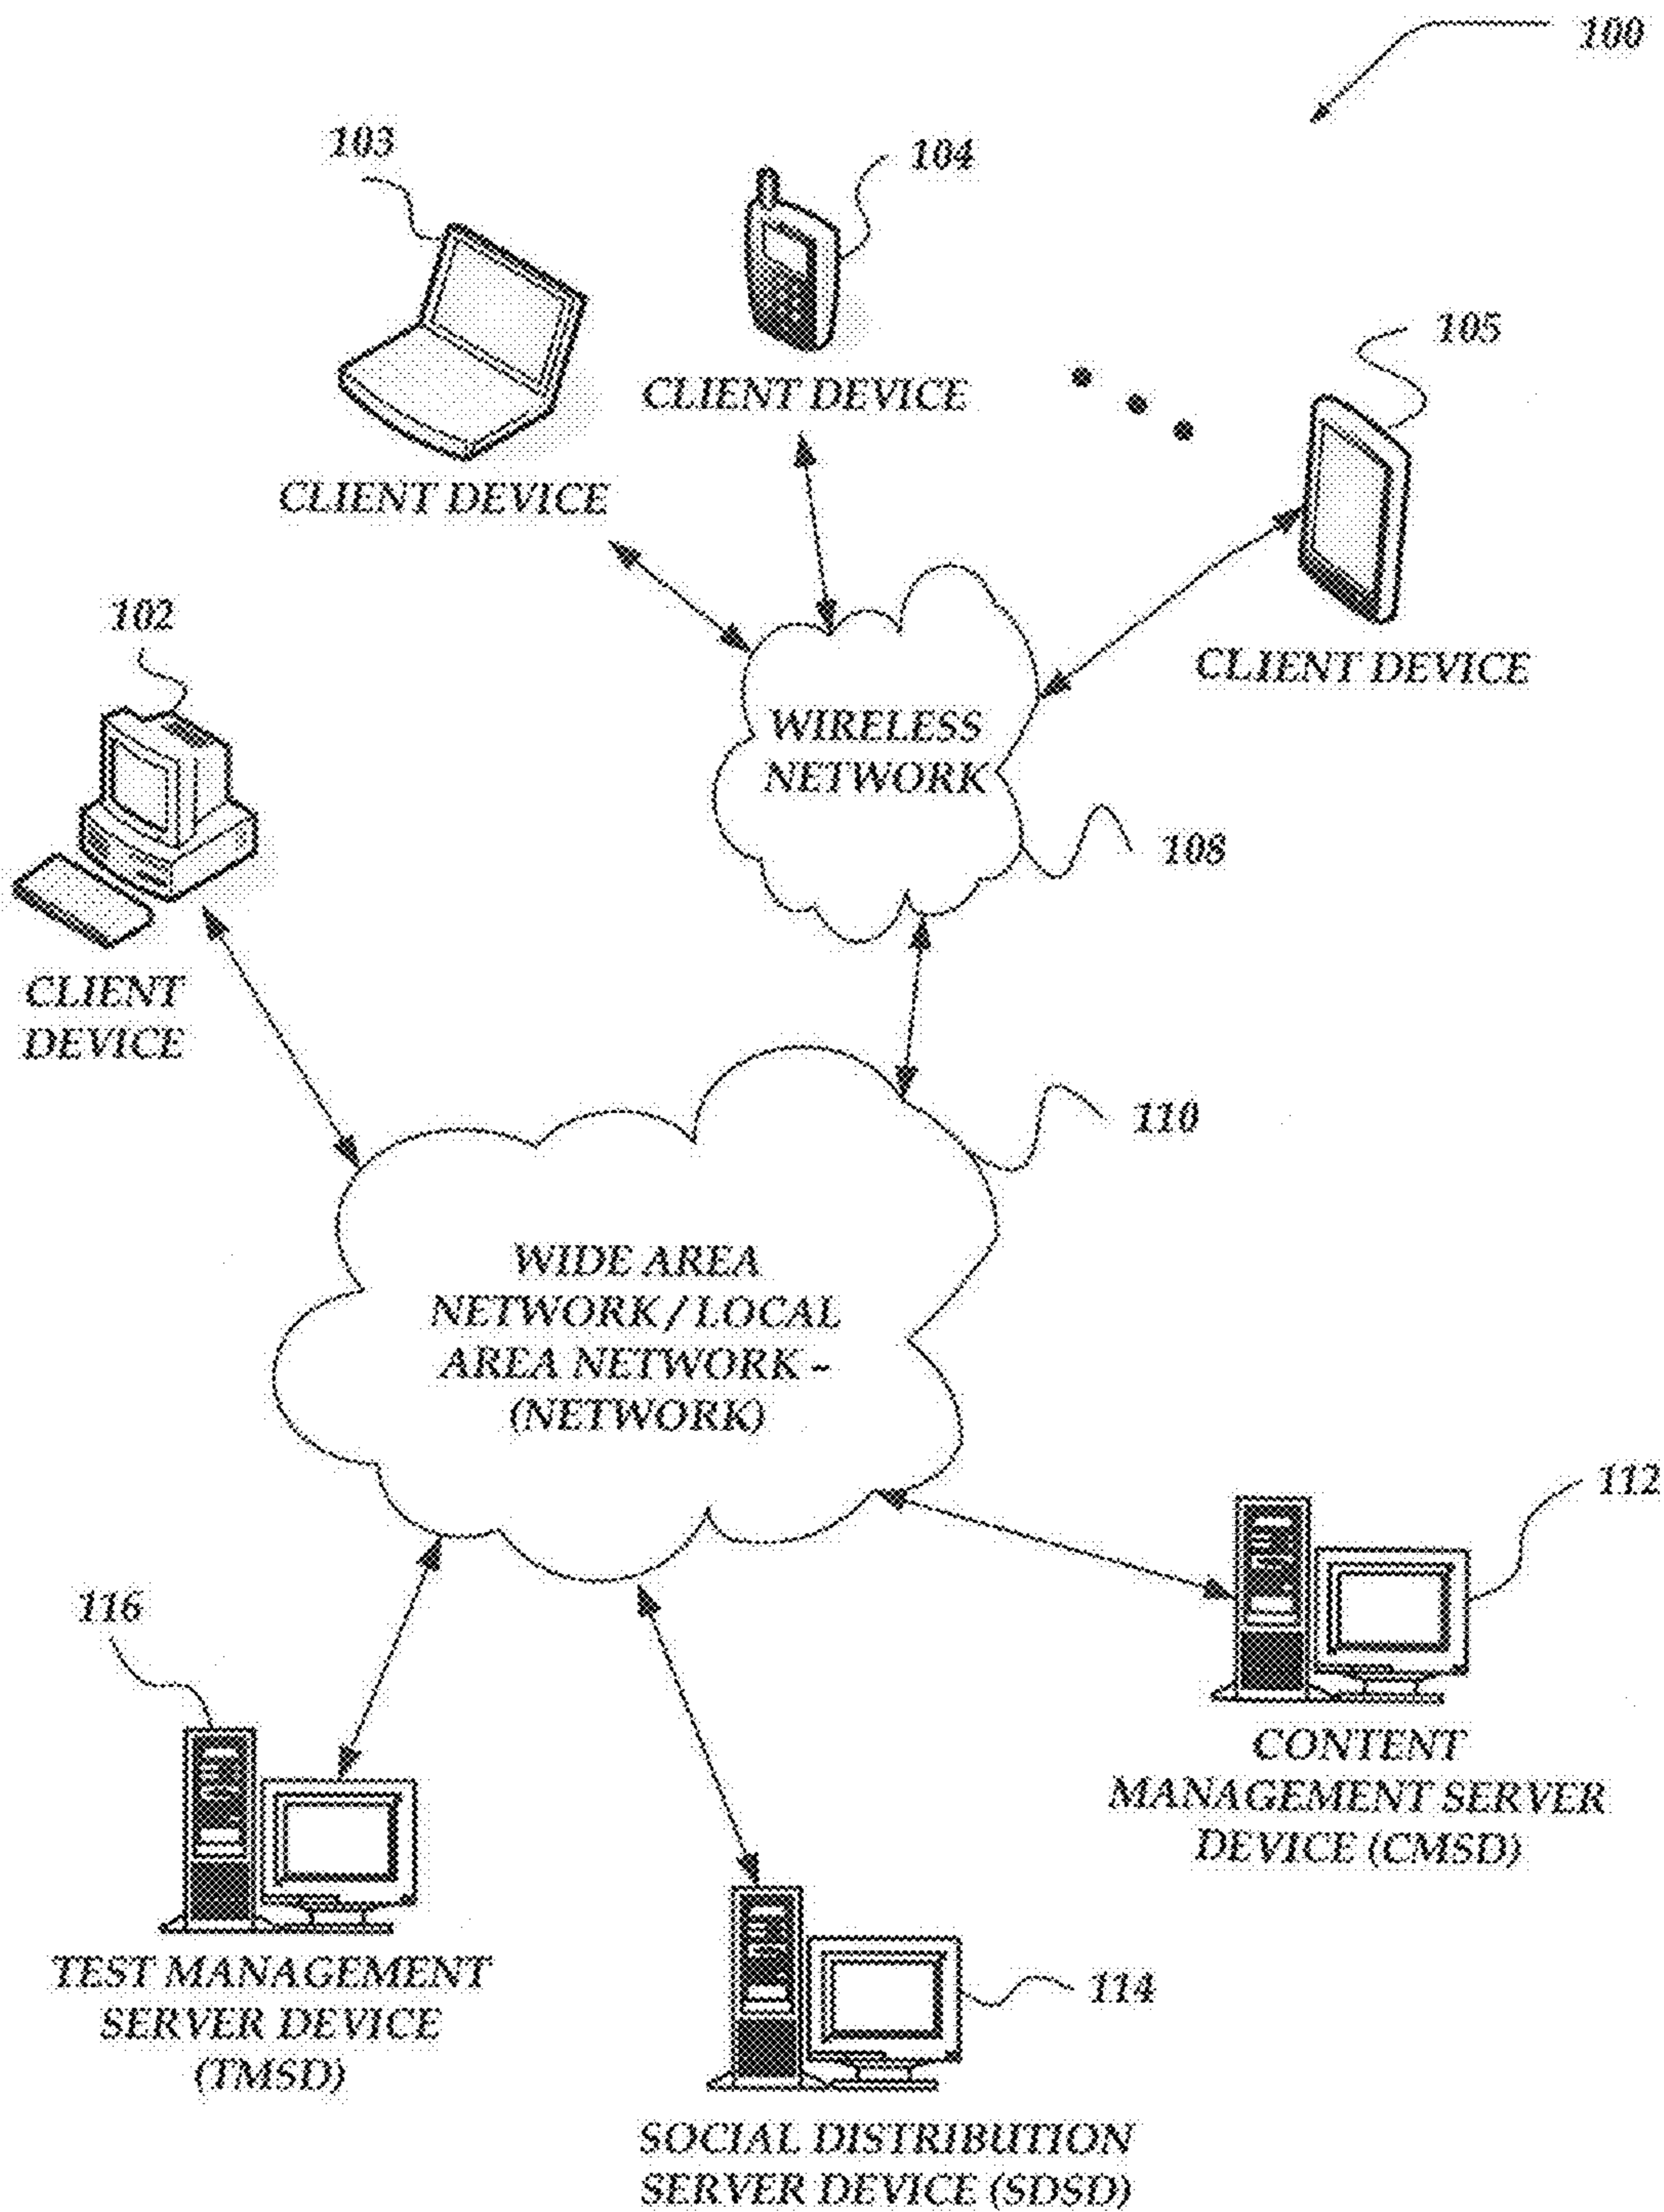 100
103
104
105
CLIENT DEVICE
CLIENT DEVICE
102
CLIENT DEVICE
WIRELESS
NETWORK
108
CLIENT
DEVICE
110
WIDE AREA
NETWORK / LOCAL
AREA NETWORK -
(NETWORK)
112
116
CONTENT
MANAGEMENT SERVER
DEVICE (CMSD)
TEST MANAGEMENT
SERVER DEVICE
(TMSD)
114
SOCIAL DISTRIBUTION
SERVER DEVICE (SDSD)